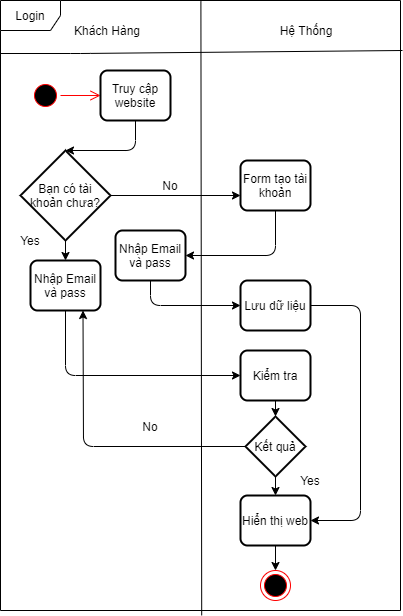 Login
Khách Hàng
Hệ Thống
Truy cập
website
Bạn có tài
khoản chưa?
No
Form tạo tài
khoản
Yes
Nhập Email
và pass
Nhập Email
và pass
Lưu dữ liệu
Kiểm tra
No
Kết quả
Yes
Hiển thị web